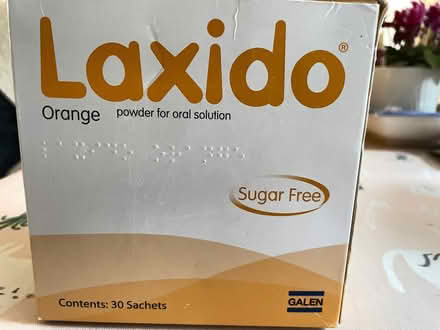 Laxido®
Orange powder for oral solution
Sugar Free
Contents: 30 Sachets
GALEN